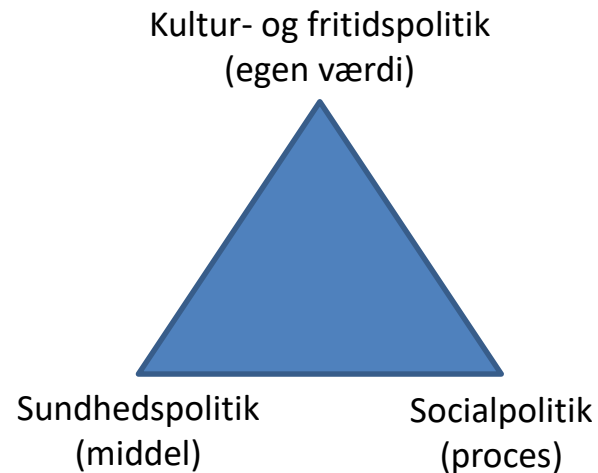 Kultur- og fritidspolitik
(egen værdi)
Sundhedspolitik
(middel)
Socialpolitik
(proces)